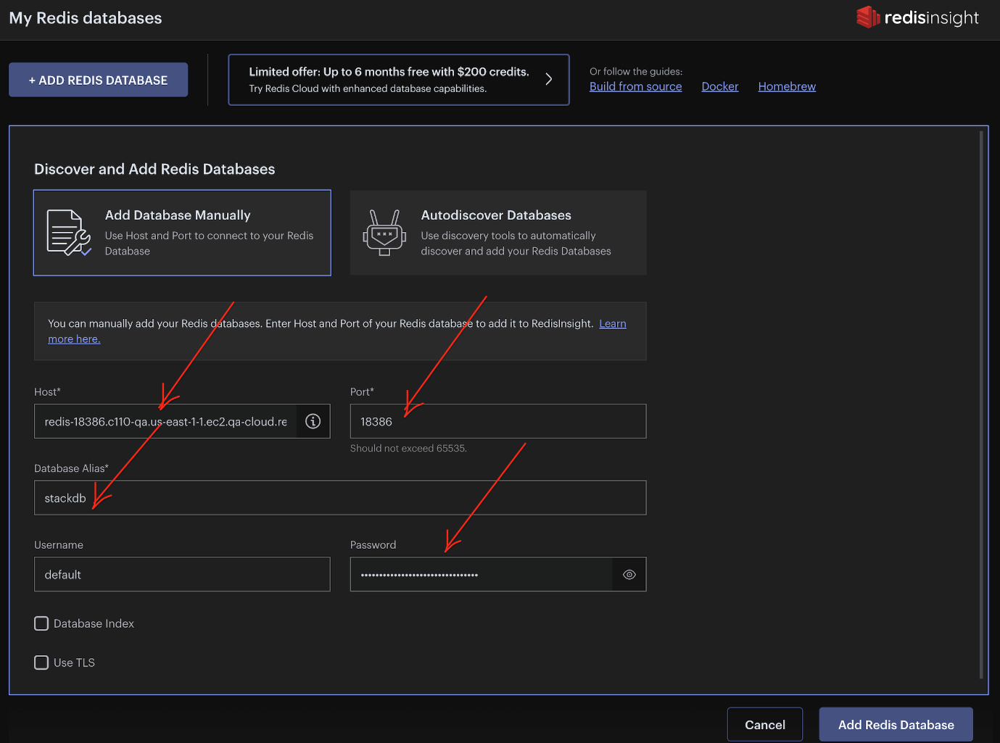 My Redis databases
redisinsight
+ ADD REDIS DATABASE
Limited offer: Up to 6 months free with $200 credits.
Try Redis Cloud with enhanced database capabilities.
Or follow the guides:
Build from source Docker Homebrew
Discover and Add Redis Databases
Add Database Manually
Use Host and Port to connect to your Redis
Database
Autodiscover Databases
Use discovery tools to automatically
discover and add your Redis Databases
You can manually add your Redis databases. Enter Host and Port of your Redis database to add it to RedisInsight. Learn
more here.
Host*
redis-18386.c110-qa.us-east-1-1.ec2.qa-cloud.re
Port*
18386
Should not exceed 65535.
Database Alias*
stackdb
Username
default
Password
••••••••••••••••••••••••••••••••
Database Index
Use TLS
Cancel
Add Redis Database